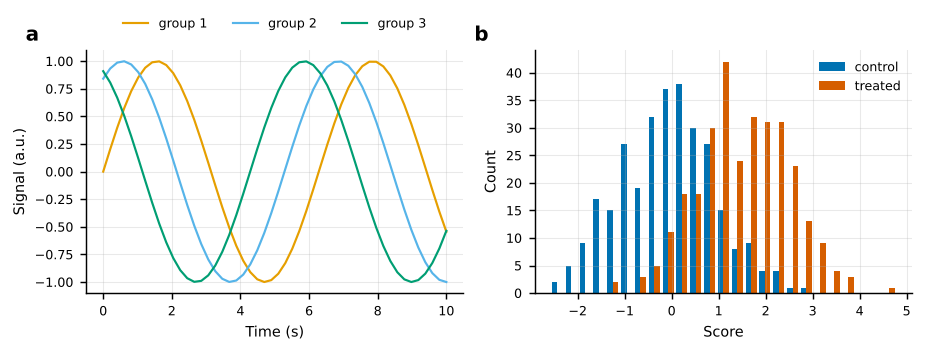 group 1 group 2 group 3
a
1.00
0.75
0.50
0.25
0.00
−0.25
−0.50
−0.75
−1.00
Signal (a.u.)
0 2 4 6 8 10
Time (s)
b
control
treated
40
35
30
25
20
15
10
5
0
Count
−2 −1 0 1 2 3 4 5
Score